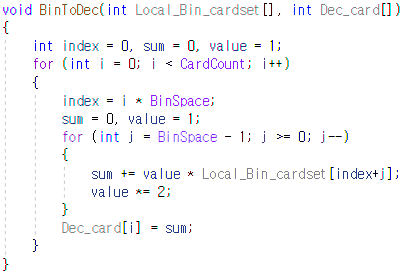 void BinToDec(int Local_Bin_cardset[], int Dec_card[])
{
    int index = 0, sum = 0, value = 1;
    for (int i = 0; i < CardCount; i++)
    {
        index = i * BinSpace;
        sum = 0, value = 1;
        for (int j = BinSpace - 1; j >= 0; j--)
        {
            sum += value * Local_Bin_cardset[index+j];
            value *= 2;
        }
        Dec_card[i] = sum;
    }
}